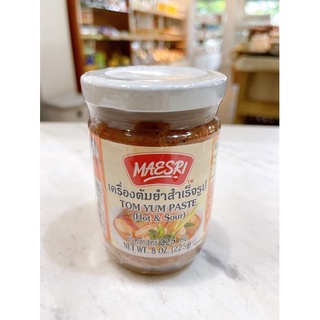 MAESRI
เครื่องต้มยำสำเร็จรูป
TOM YUM PASTE
(Hot & Sour)
NET WT. 8 OZ. (225g)